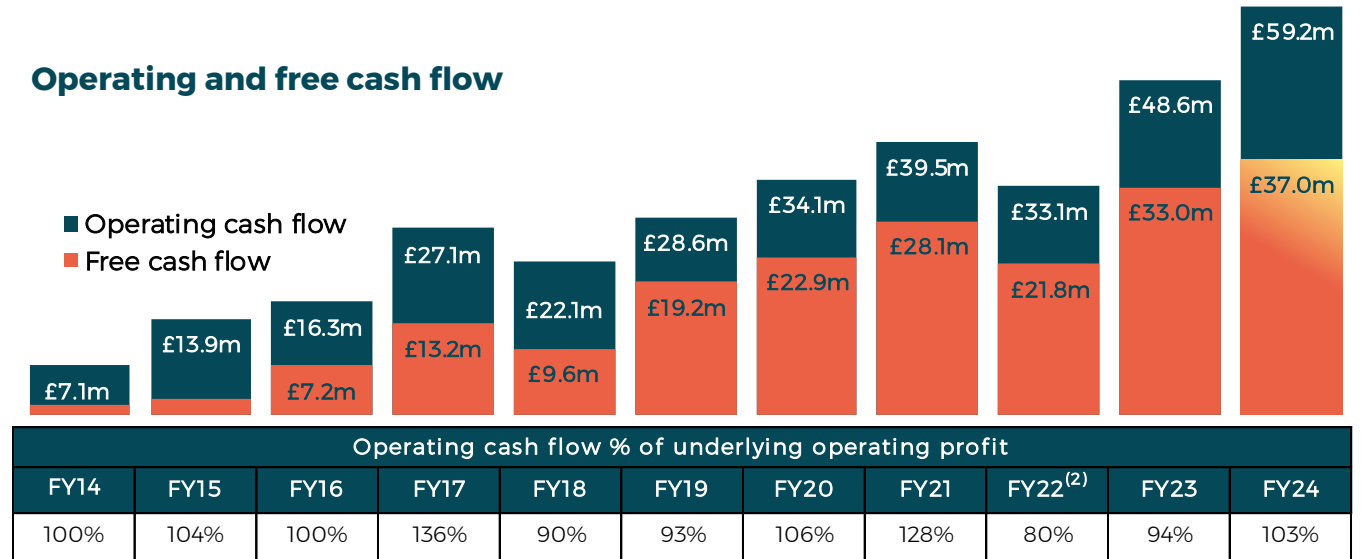 Operating and free cash flow
Operating cash flow
Free cash flow
£7.1m
£13.9m
£16.3m
£7.2m
£27.1m
£13.2m
£22.1m
£9.6m
£28.6m
£19.2m
£34.1m
£22.9m
£39.5m
£28.1m
£33.1m
£21.8m
£48.6m
£33.0m
£59.2m
£37.0m
Operating cash flow % of underlying operating profit
FY14 FY15 FY16 FY17 FY18 FY19 FY20 FY21 FY22(2) FY23 FY24
100% 104% 100% 136% 90% 93% 106% 128% 80% 94% 103%